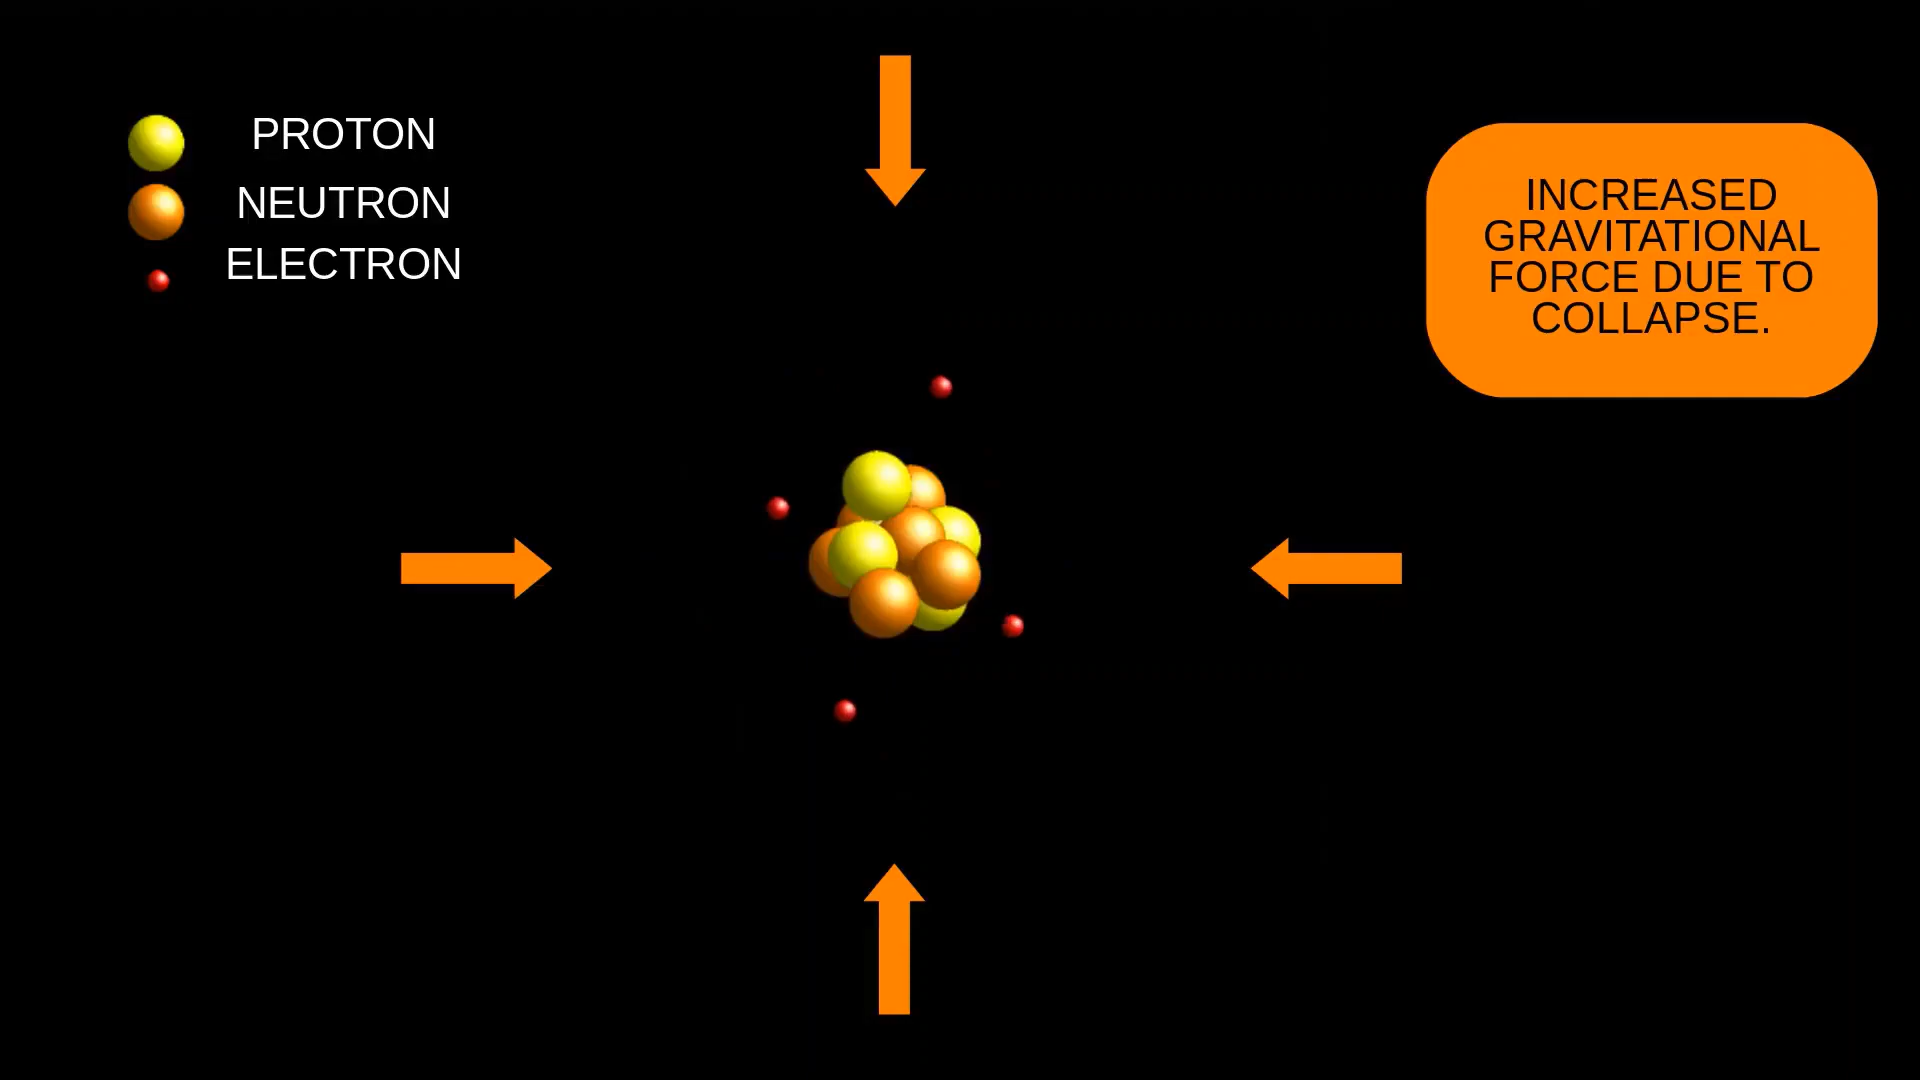 PROTON
NEUTRON
ELECTRON
INCREASED
GRAVITATIONAL
FORCE DUE TO
COLLAPSE.